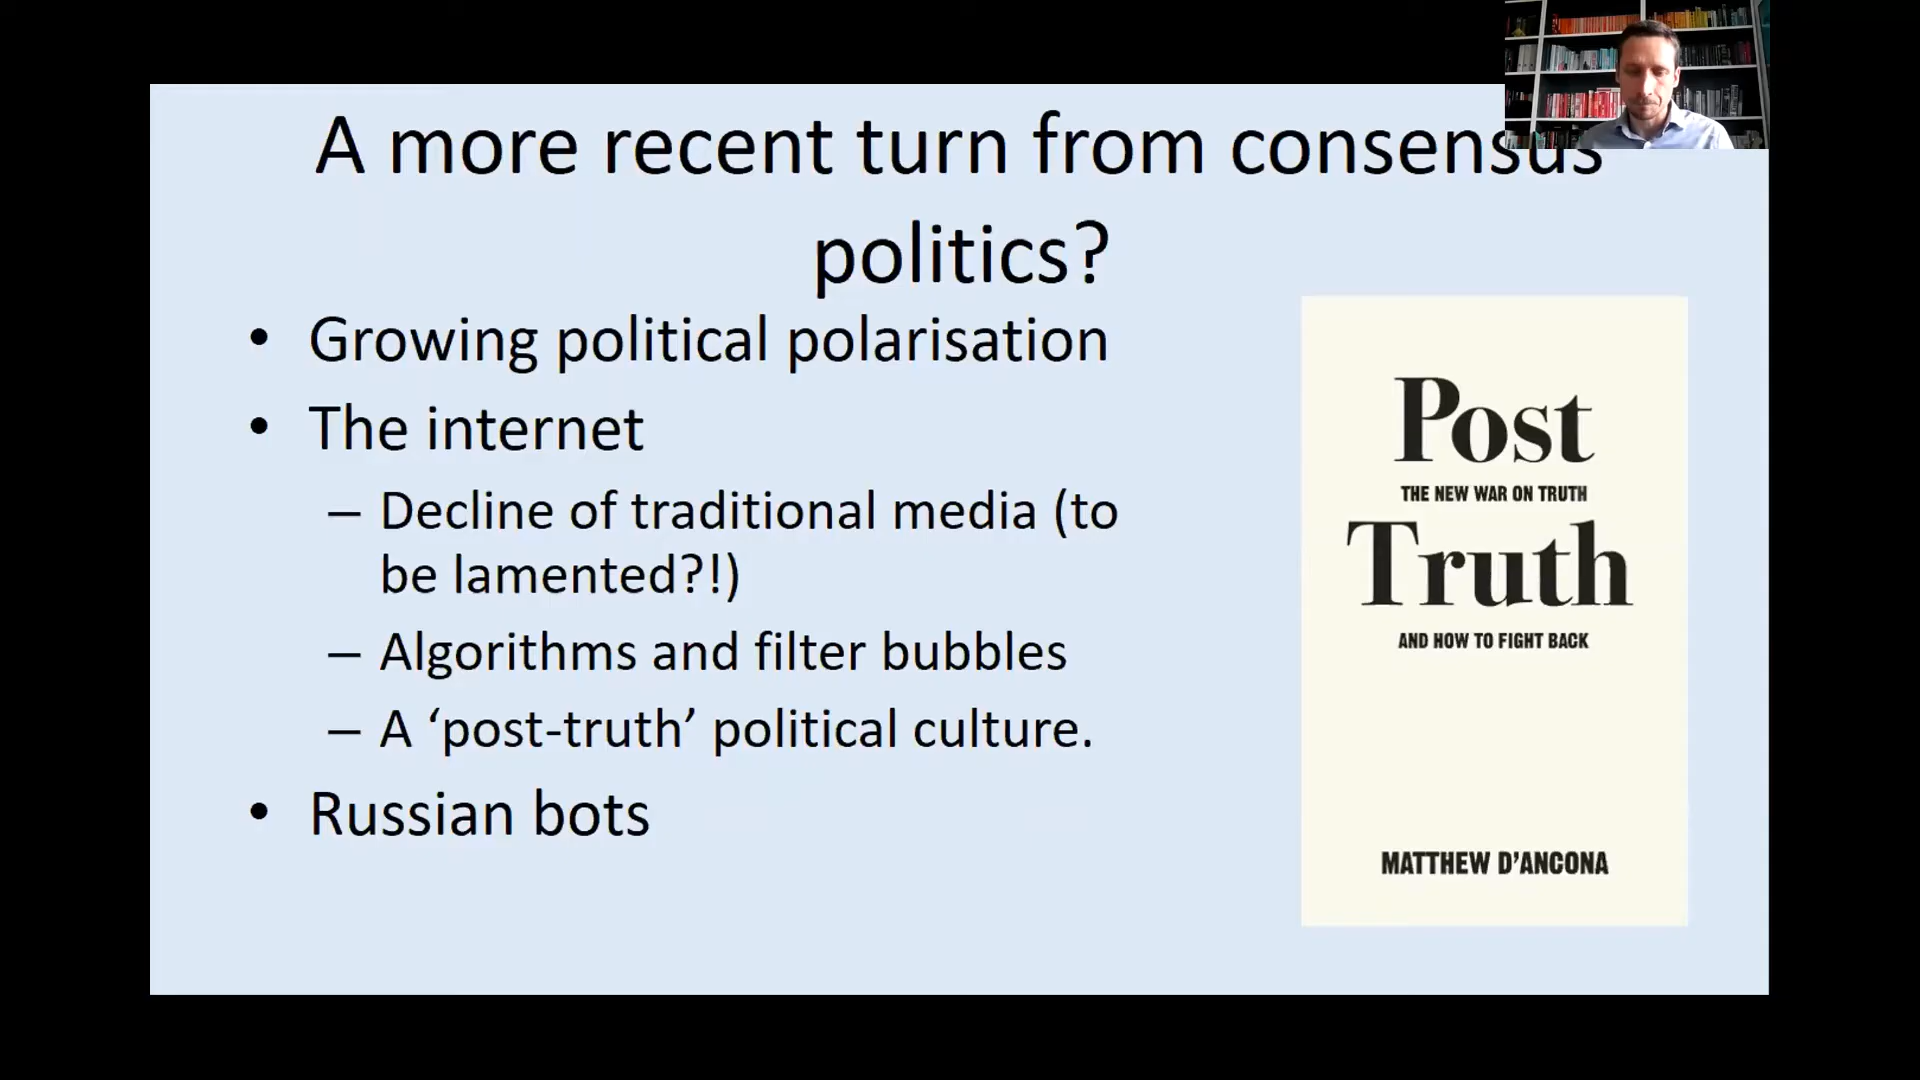 A more recent turn from consensus
politics?
• Growing political polarisation
• The internet
– Decline of traditional media (to
be lamented?!)
– Algorithms and filter bubbles
– A ‘post-truth’ political culture.
• Russian bots
Post
THE NEW WAR ON TRUTH
Truth
AND HOW TO FIGHT BACK
MATTHEW D’ANCONA